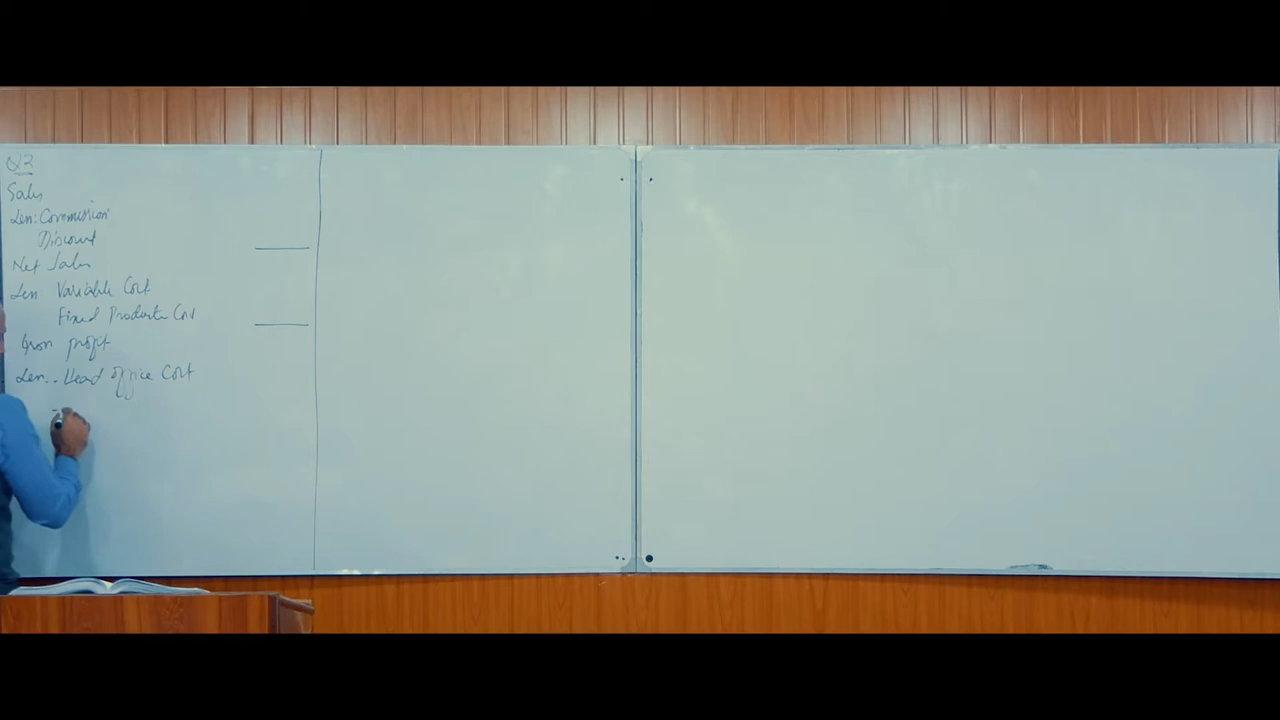 Q2
Sales
Less: Commission
Discount
Net Sales
Less: Variable Cost
Fixed Production Cost
Gross profit
Less: Head office Cost